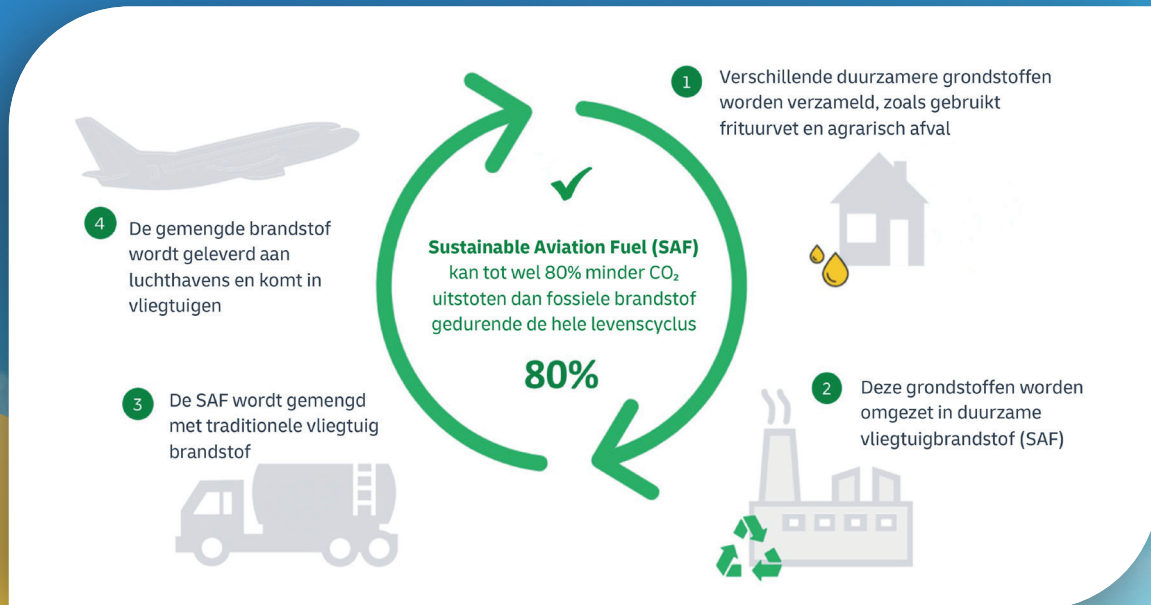 1
Verschillende duurzamere grondstoffen
worden verzameld, zoals gebruikt
frituurvet en agrarisch afval
2
Deze grondstoffen worden
omgezet in duurzame
vliegtuigbrandstof (SAF)
3
De SAF wordt gemengd
met traditionele vliegtuig
brandstof
4
De gemengde brandstof
wordt geleverd aan
luchthavens en komt in
vliegtuigen
Sustainable Aviation Fuel (SAF)
kan tot wel 80% minder CO₂
uitstoten dan fossiele brandstof
gedurende de hele levenscyclus
80%